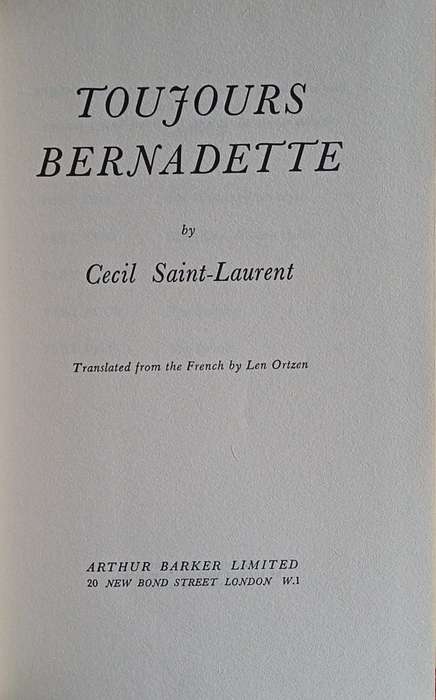 TOUJOURS
BERNADETTE
by
Cecil Saint-Laurent
Translated from the French by Len Ortzen
ARTHUR BARKER LIMITED
20 NEW BOND STREET LONDON W.1